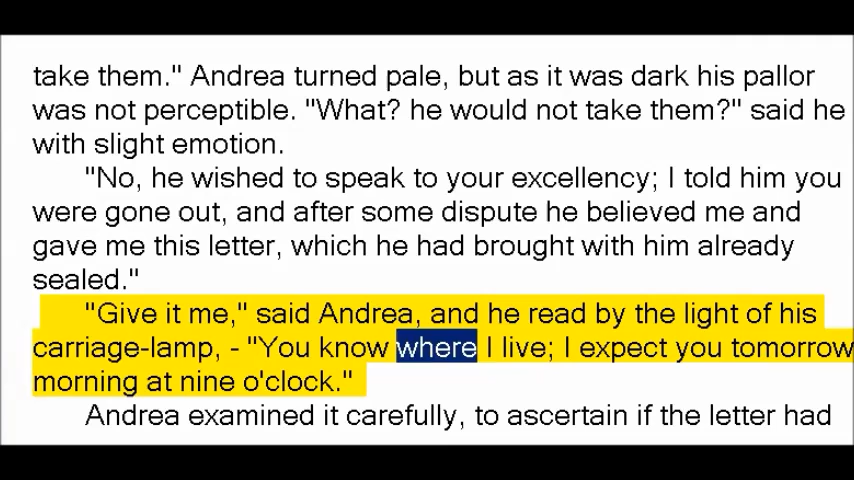 take them." Andrea turned pale, but as it was dark his pallor
was not perceptible. "What? he would not take them?" said he
with slight emotion.
"No, he wished to speak to your excellency; I told him you
were gone out, and after some dispute he believed me and
gave me this letter, which he had brought with him already
sealed."
"Give it me," said Andrea, and he read by the light of his
carriage-lamp, - "You know where I live; I expect you tomorrow
morning at nine o'clock."
Andrea examined it carefully, to ascertain if the letter had